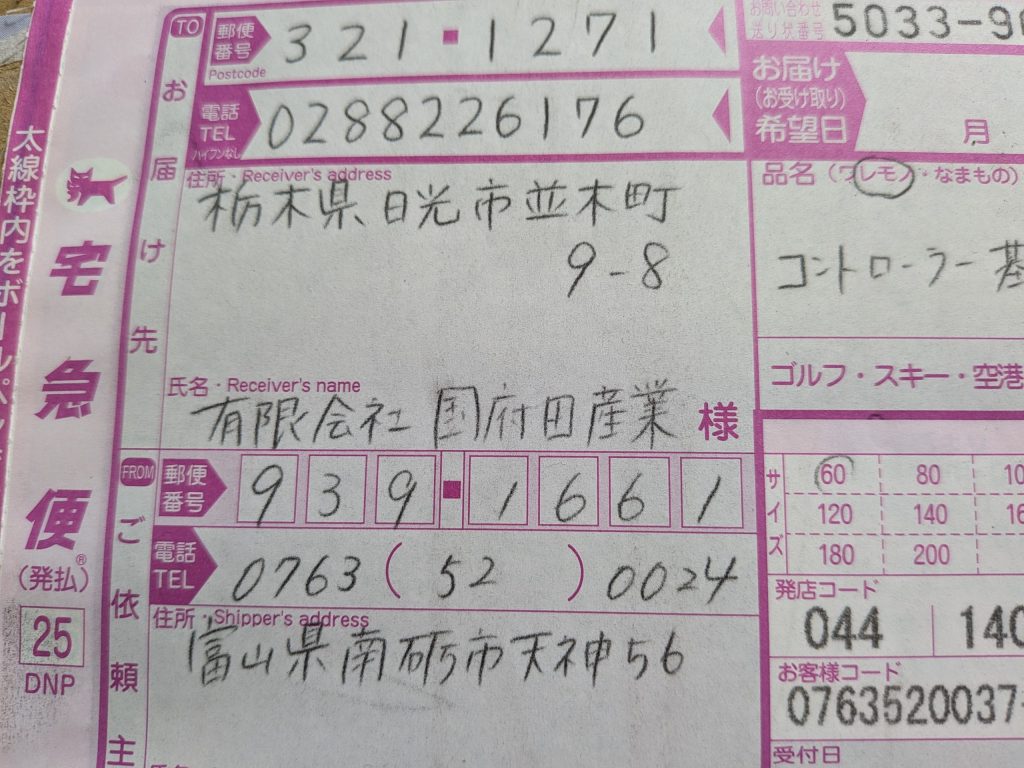 太線枠内をボールペン
宅急便
(発払)®
25
DNP
TO
お届け先
郵便番号
Postcode
321-1271
電話
TEL
ハイフンなし
0288226176
住所・Receiver's address
栃木県日光市並木町
9-8
氏名・Receiver's name
有限会社 国府田産業 様
FROM
ご依頼主
郵便番号
939-1661
電話
TEL
0763(52)0024
住所・Shipper's address
富山県南砺市天神56
お問い合わせ
送り状番号
5033-9
お届け
(お受け取り)
希望日
月
品名(ワレモノ・なまもの)
コントローラー基
ゴルフ・スキー・空港
サイズ
60 80 10
120 140 16
180 200
発店コード
044 140
お客様コード
0763520037
受付日